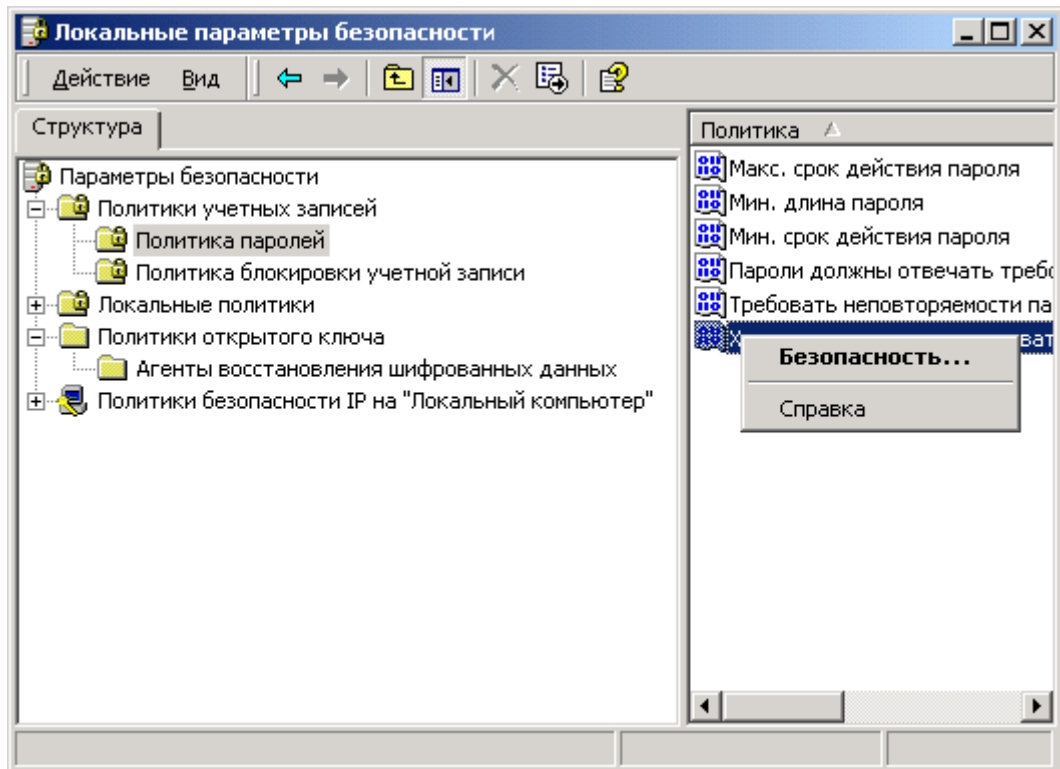 Локальные параметры безопасности
Действие Вид
Структура
Параметры безопасности
Политики учетных записей
Политика паролей
Политика блокировки учетной записи
Локальные политики
Политики открытого ключа
Агенты восстановления шифрованных данных
Политики безопасности IP на "Локальный компьютер"
Политика
Макс. срок действия пароля
Мин. длина пароля
Мин. срок действия пароля
Пароли должны отвечать
Требовать неповторяемости
Безопасность...
Справка